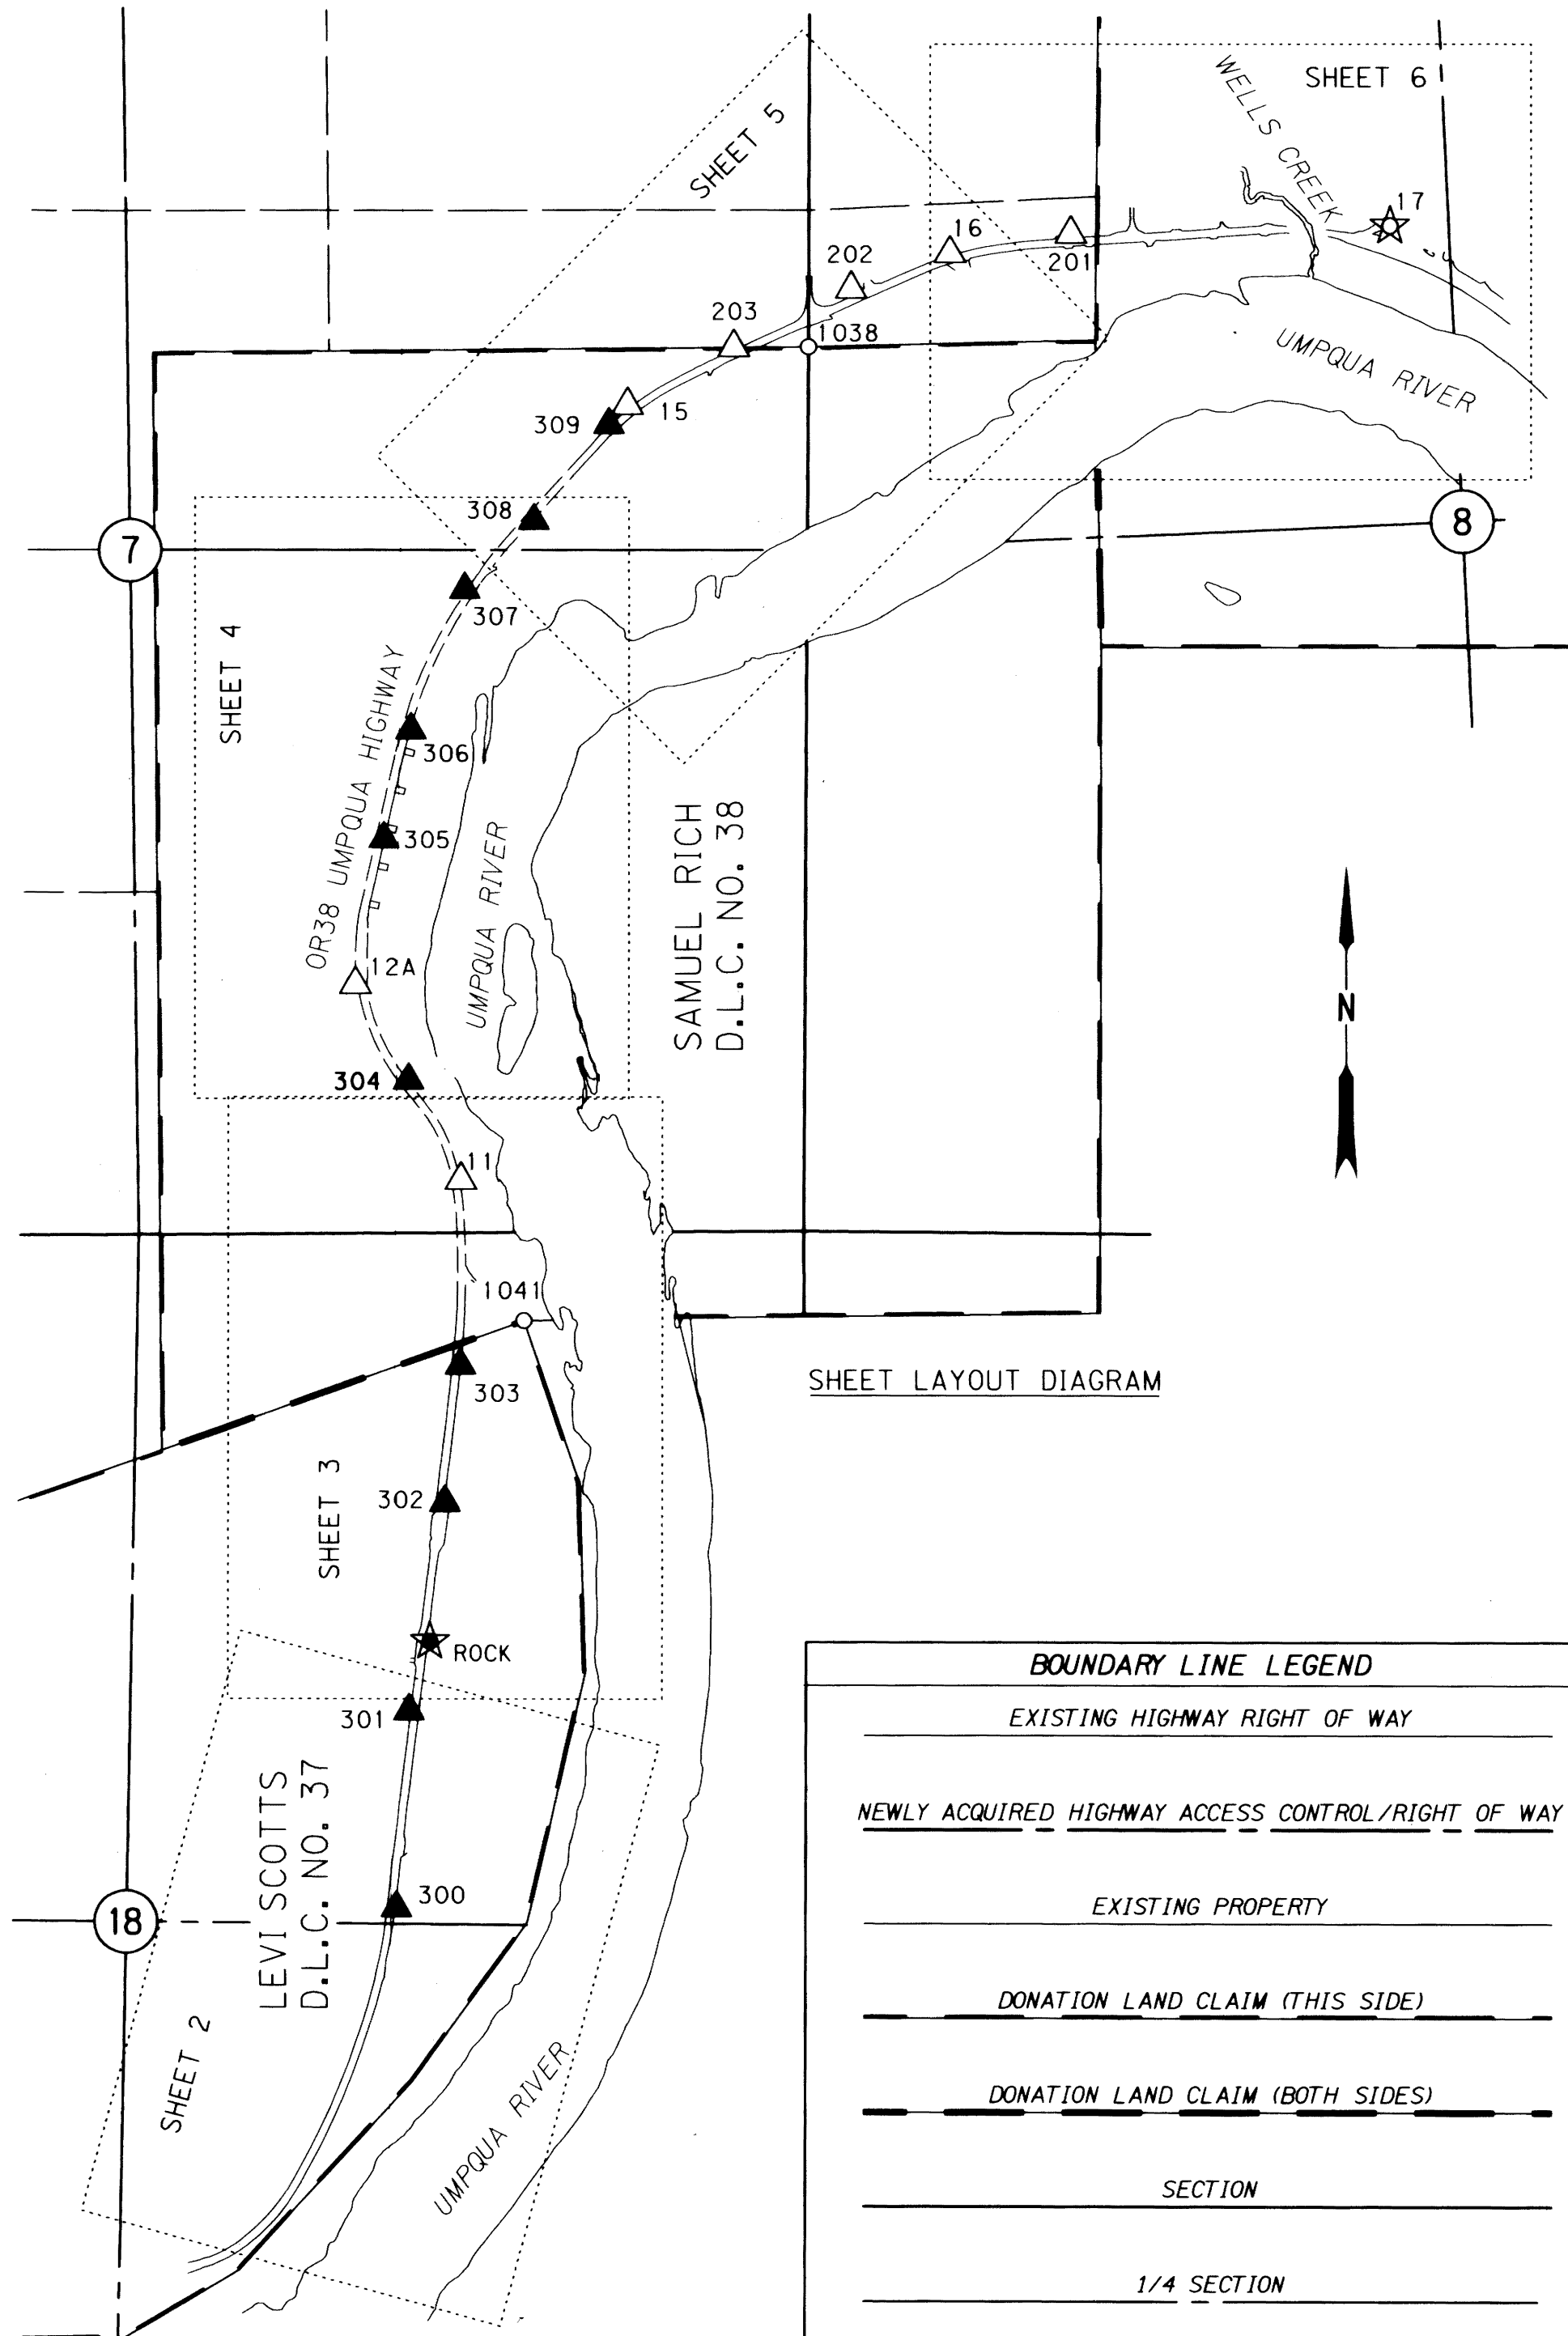 SHEET 6
WELLS CREEK
SHEET 5
17
16
202
201
203
1038
UMPQUA RIVER
15
309
308
8
7
307
SHEET 4
OR38 UMPQUA HIGHWAY
306
305
UMPQUA RIVER
SAMUEL RICH
D.L.C. NO. 38
12A
N
304
11
1041
303
SHEET LAYOUT DIAGRAM
SHEET 3
302
ROCK
301
LEVI SCOTTS
D.L.C. NO. 37
300
18
SHEET 2
UMPQUA RIVER
BOUNDARY LINE LEGEND
EXISTING HIGHWAY RIGHT OF WAY
NEWLY ACQUIRED HIGHWAY ACCESS CONTROL/RIGHT OF WAY
EXISTING PROPERTY
DONATION LAND CLAIM (THIS SIDE)
DONATION LAND CLAIM (BOTH SIDES)
SECTION
1/4 SECTION